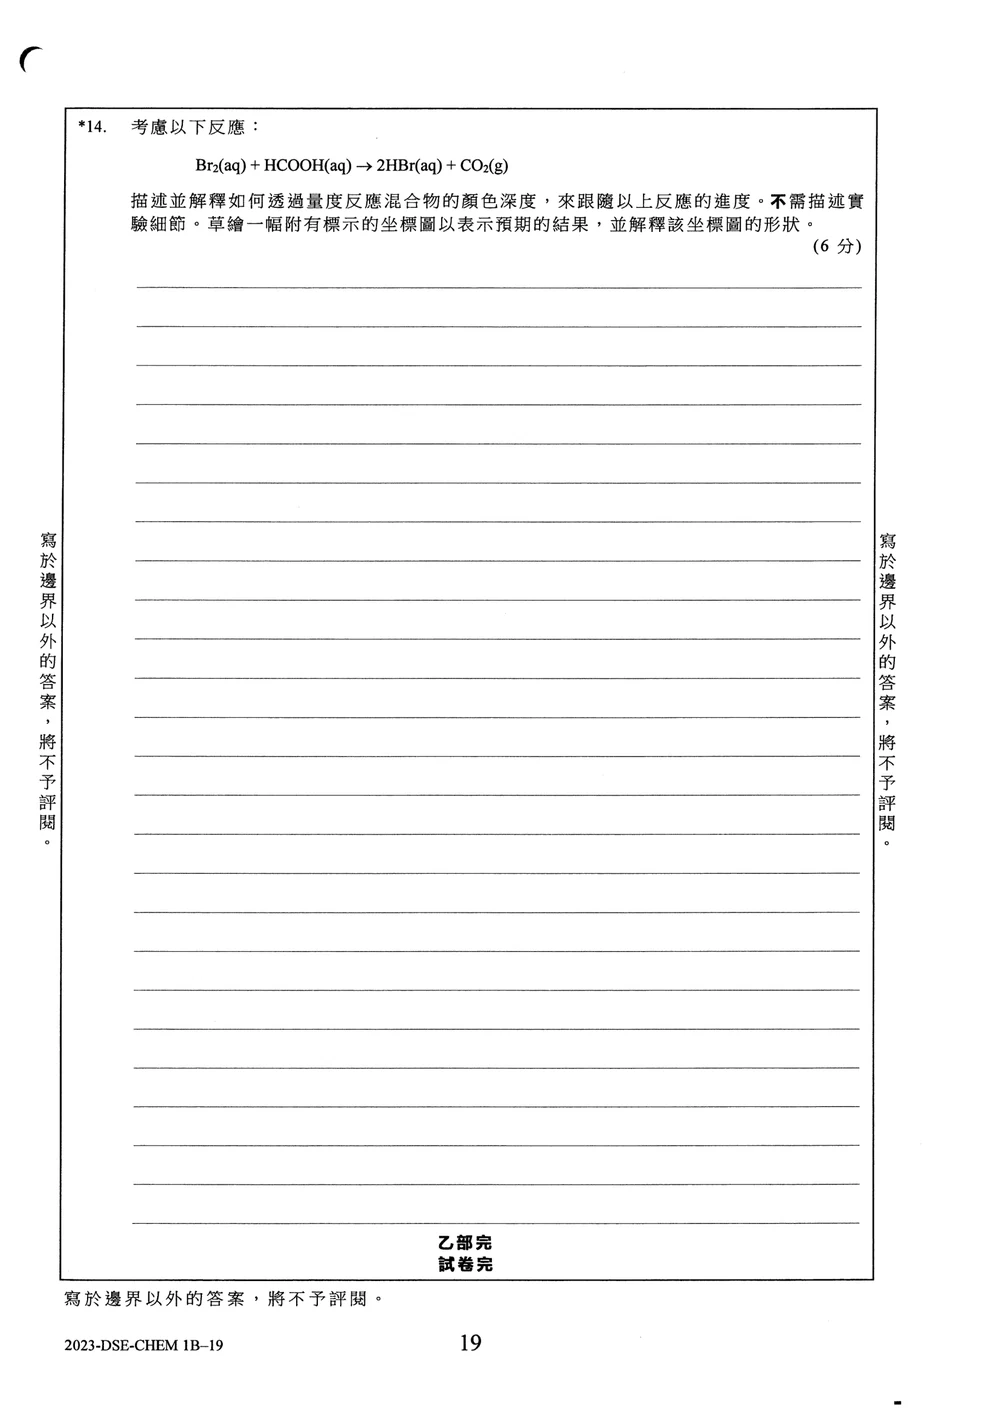 *14. 考慮以下反應：
Br₂(aq) + HCOOH(aq) → 2HBr(aq) + CO₂(g)
描述並解釋如何透過量度反應混合物的顏色深度，來跟隨以上反應的進度。不需描述實
驗細節。草繪一幅附有標示的坐標圖以表示預期的結果，並解釋該坐標圖的形狀。
(6 分)
寫於邊界以外的答案，將不予評閱。
寫於邊界以外的答案，將不予評閱。
乙部完
試卷完
寫於邊界以外的答案，將不予評閱。
2023-DSE-CHEM 1B–19
19